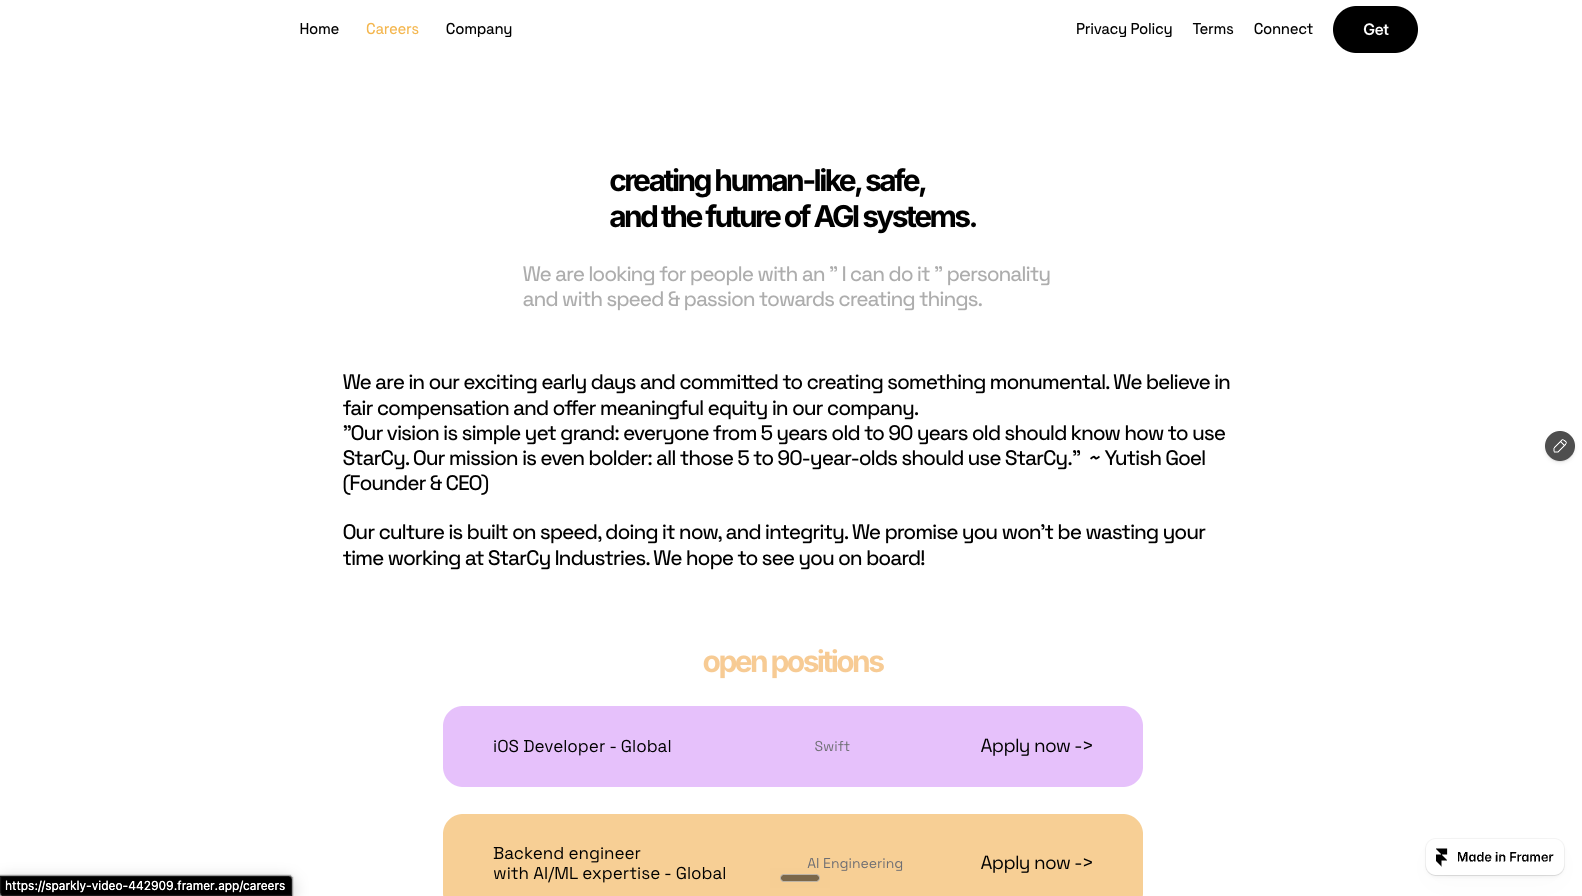 Home Careers Company Privacy Policy Terms Connect Get
creating human-like, safe,
and the future of AGI systems.
We are looking for people with an " I can do it " personality
and with speed & passion towards creating things.
We are in our exciting early days and committed to creating something monumental. We believe in
fair compensation and offer meaningful equity in our company.
"Our vision is simple yet grand: everyone from 5 years old to 90 years old should know how to use
StarCy. Our mission is even bolder: all those 5 to 90-year-olds should use StarCy." ~ Yutish Goel
(Founder & CEO)
Our culture is built on speed, doing it now, and integrity. We promise you won't be wasting your
time working at StarCy Industries. We hope to see you on board!
open positions
iOS Developer - Global Swift Apply now ->
Backend engineer
with AI/ML expertise - Global AI Engineering Apply now ->
Made in Framer
https://sparkly-video-442909.framer.app/careers